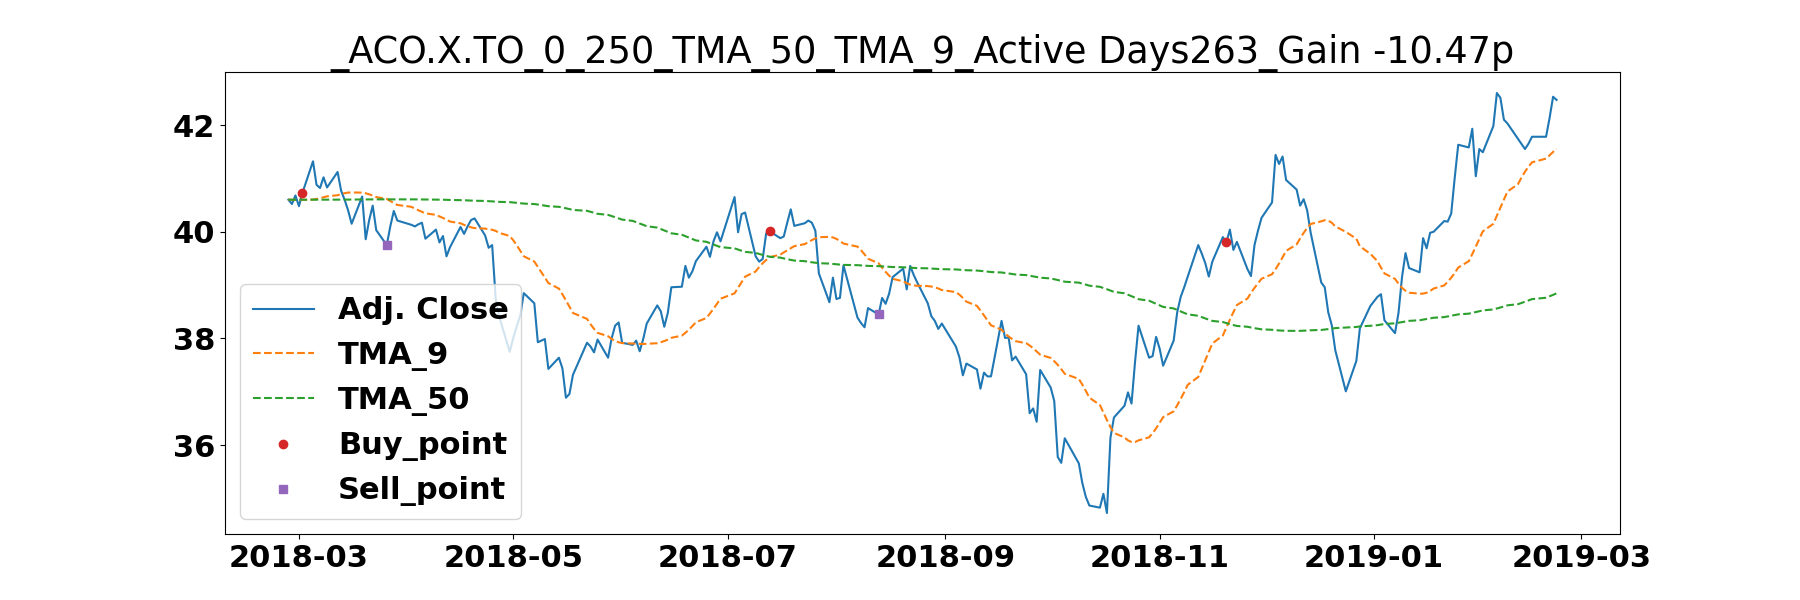 _ACO.X.TO_0_250_TMA_50_TMA_9_Active Days263_Gain -10.47p
42
40
38
36
Adj. Close
TMA_9
TMA_50
Buy_point
Sell_point
2018-03 2018-05 2018-07 2018-09 2018-11 2019-01 2019-03